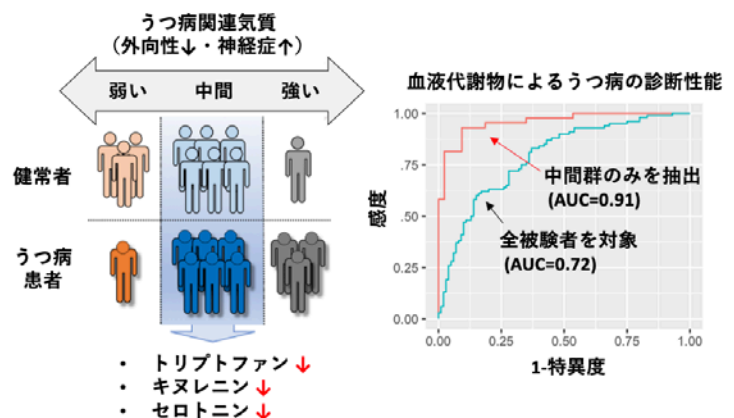 うつ病関連気質
（外向性↓・神経症↑）
弱い 中間 強い
健常者
うつ病
患者
・ トリプトファン ↓
・ キヌレニン ↓
・ セロトニン ↓
血液代謝物によるうつ病の診断性能
1.00
.75
.50
0.25
0.00
感度
中間群のみを抽出
(AUC=0.91)
全被験者を対象
(AUC=0.72)
0.00 0.25 0.50 0.75 1.00
1-特異度